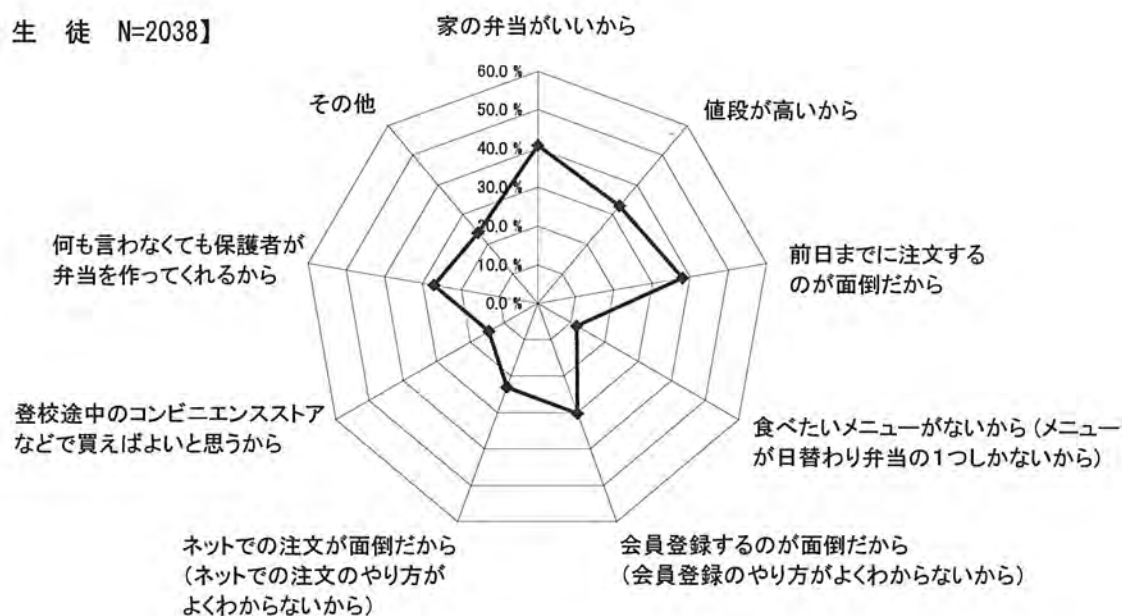 生 徒 N=2038】
家の弁当がいいから
60.0 %
50.0 %
40.0 %
30.0 %
20.0 %
10.0 %
0.0 %
値段が高いから
前日までに注文する
のが面倒だから
食べたいメニューがないから (メニュー
が日替わり弁当の1つしかないから)
会員登録するのが面倒だから
(会員登録のやり方がよくわからないから)
ネットでの注文が面倒だから
(ネットでの注文のやり方が
よくわからないから)
登校途中のコンビニエンスストア
などで買えばよいと思うから
何も言わなくても保護者が
弁当を作ってくれるから
その他